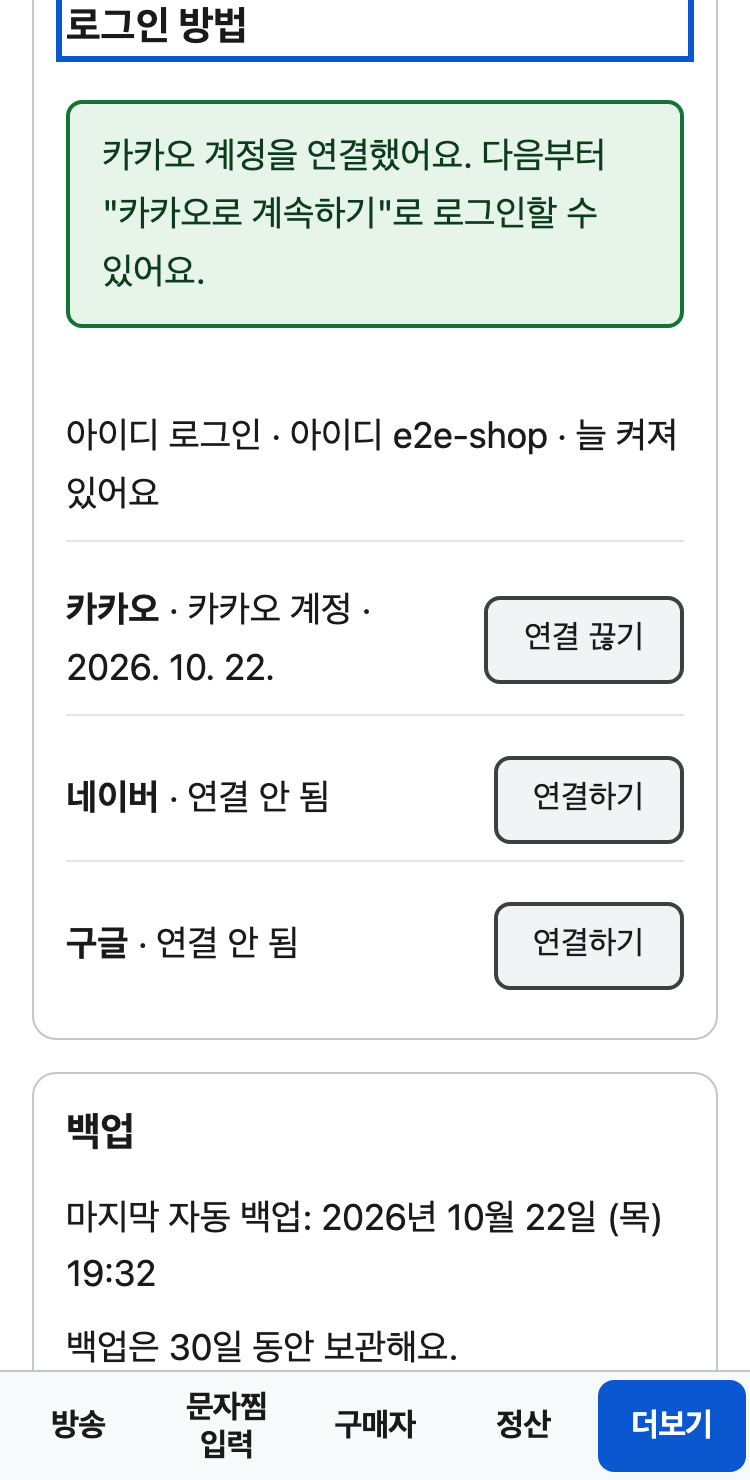 로그인 방법
카카오 계정을 연결했어요. 다음부터
"카카오로 계속하기"로 로그인할 수
있어요.
아이디 로그인 · 아이디 e2e-shop · 늘 켜져
있어요
카카오 · 카카오 계정 ·
2026. 10. 22.
연결 끊기
네이버 · 연결 안 됨
연결하기
구글 · 연결 안 됨
연결하기
백업
마지막 자동 백업: 2026년 10월 22일 (목)
19:32
백업은 30일 동안 보관해요.
방송
문자찜
입력
구매자
정산
더보기